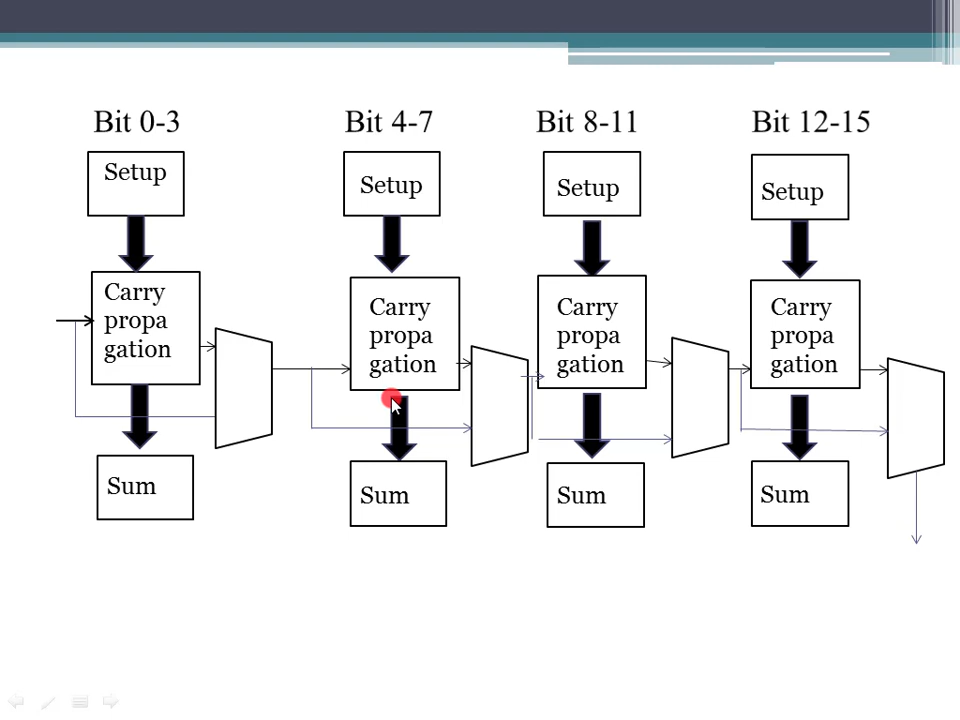 Bit 0-3
Bit 4-7
Bit 8-11
Bit 12-15
Setup
Setup
Setup
Setup
Carry
propa
gation
Carry
propa
gation
Carry
propa
gation
Carry
propa
gation
Sum
Sum
Sum
Sum